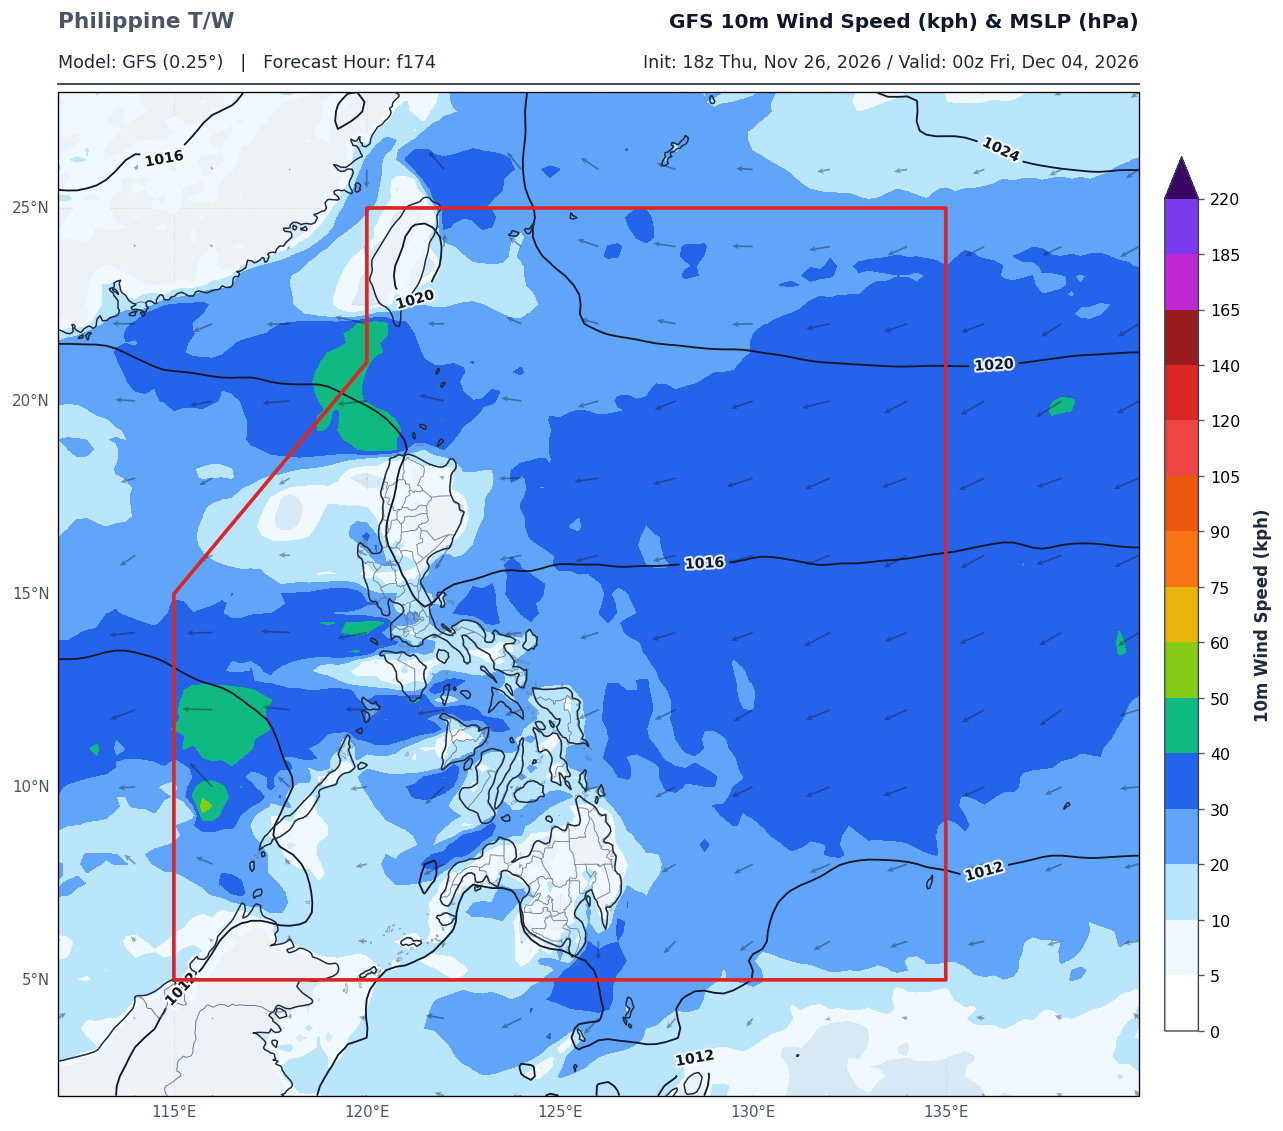 Philippine T/W
GFS 10m Wind Speed (kph) & MSLP (hPa)
Model: GFS (0.25°) | Forecast Hour: f174
Init: 18z Thu, Nov 26, 2026 / Valid: 00z Fri, Dec 04, 2026
1016
1024
1020
1020
1016
1012
1012
1012
25°N
20°N
15°N
10°N
5°N
115°E
120°E
125°E
130°E
135°E
220
185
165
140
120
105
90
75
60
50
40
30
20
10
5
0
10m Wind Speed (kph)